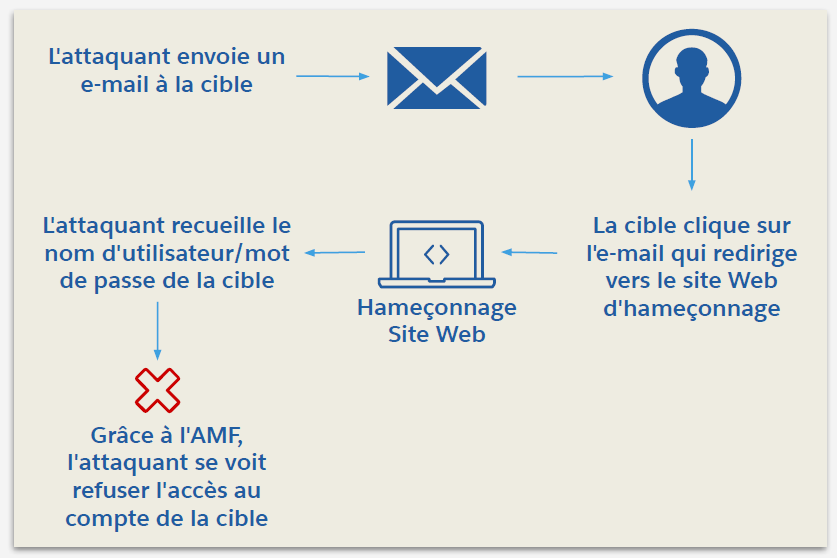 L'attaquant envoie un
e-mail à la cible
La cible clique sur
l'e-mail qui redirige
vers le site Web
d'hameçonnage
Hameçonnage
Site Web
L'attaquant recueille le
nom d'utilisateur/mot
de passe de la cible
Grâce à l'AMF,
l'attaquant se voit
refuser l'accès au
compte de la cible